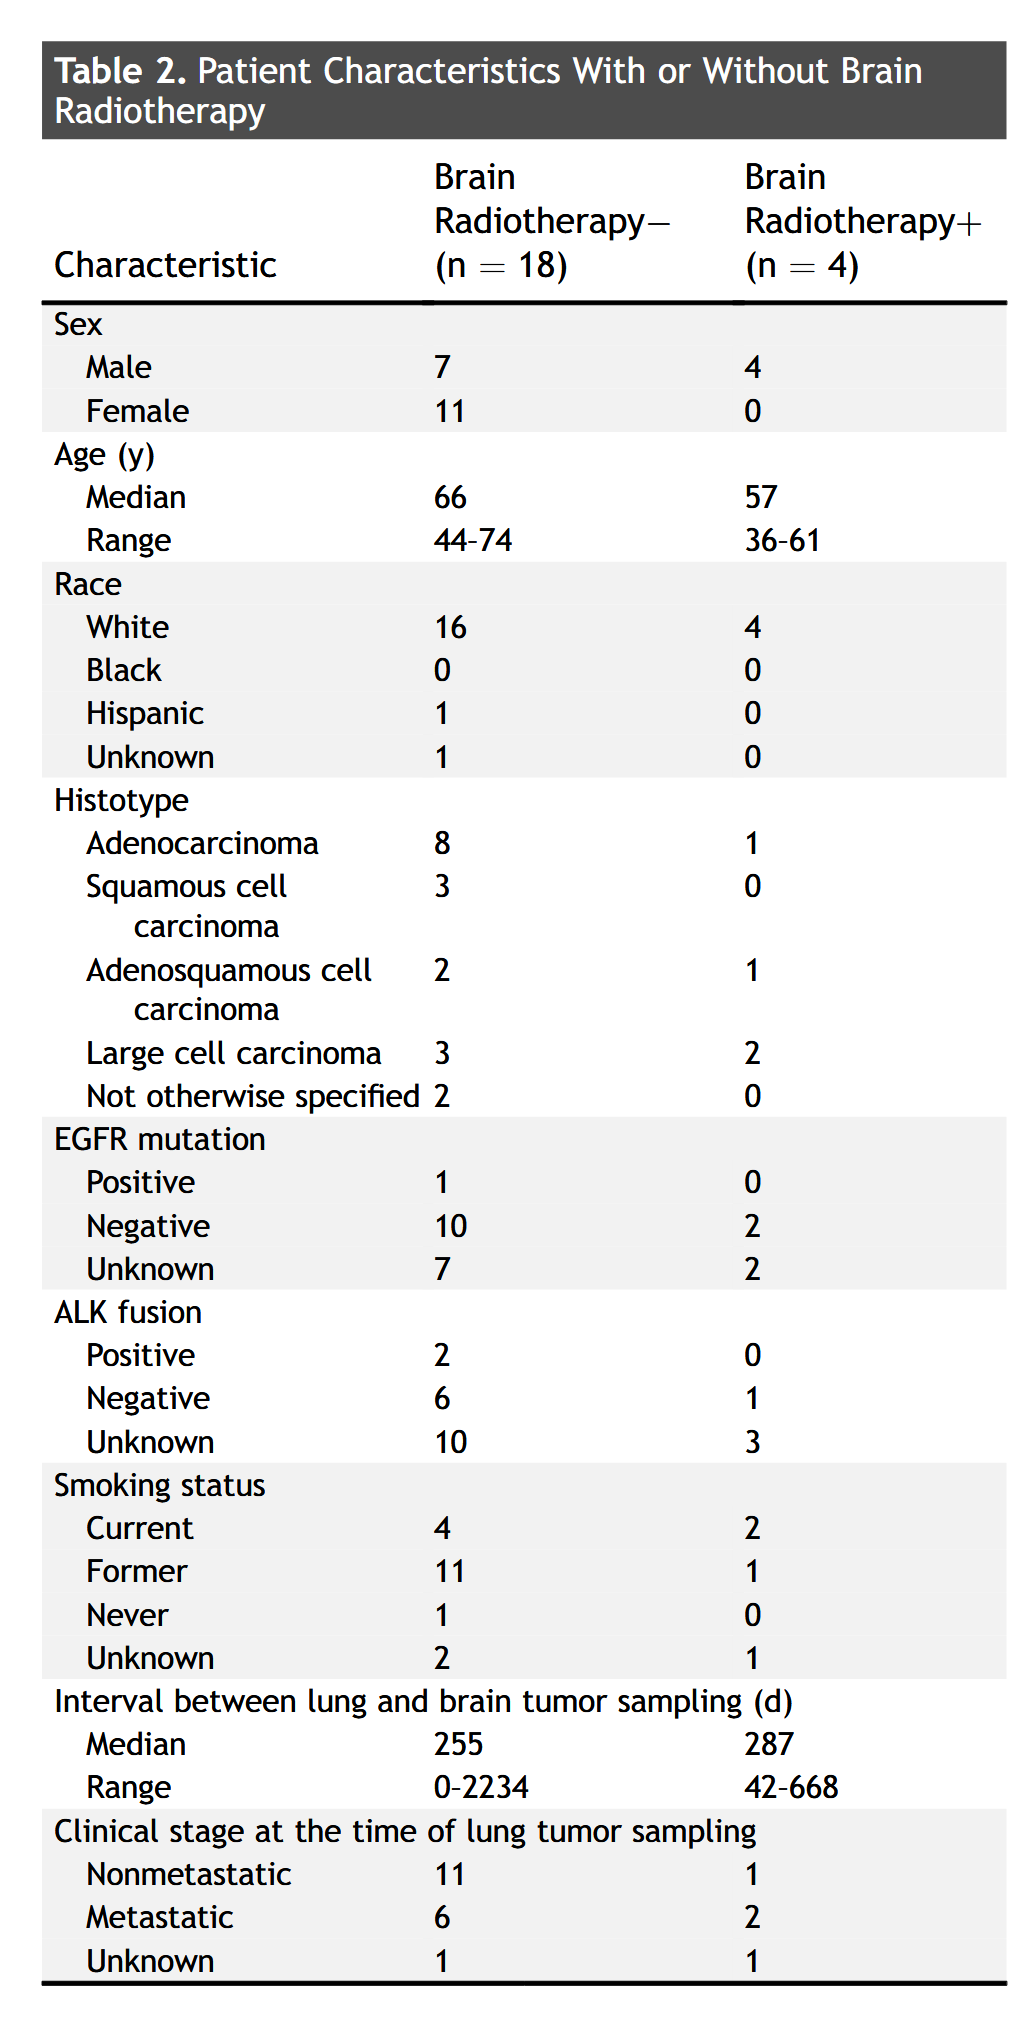 Table 2. Patient Characteristics With or Without Brain
Radiotherapy
Characteristic Brain Radiotherapy− (n = 18) Brain Radiotherapy+ (n = 4)
Sex
Male 7 4
Female 11 0
Age (y)
Median 66 57
Range 44-74 36-61
Race
White 16 4
Black 0 0
Hispanic 1 0
Unknown 1 0
Histotype
Adenocarcinoma 8 1
Squamous cell 3 0
carcinoma
Adenosquamous cell 2 1
carcinoma
Large cell carcinoma 3 2
Not otherwise specified 2 0
EGFR mutation
Positive 1 0
Negative 10 2
Unknown 7 2
ALK fusion
Positive 2 0
Negative 6 1
Unknown 10 3
Smoking status
Current 4 2
Former 11 1
Never 1 0
Unknown 2 1
Interval between lung and brain tumor sampling (d)
Median 255 287
Range 0-2234 42-668
Clinical stage at the time of lung tumor sampling
Nonmetastatic 11 1
Metastatic 6 2
Unknown 1 1